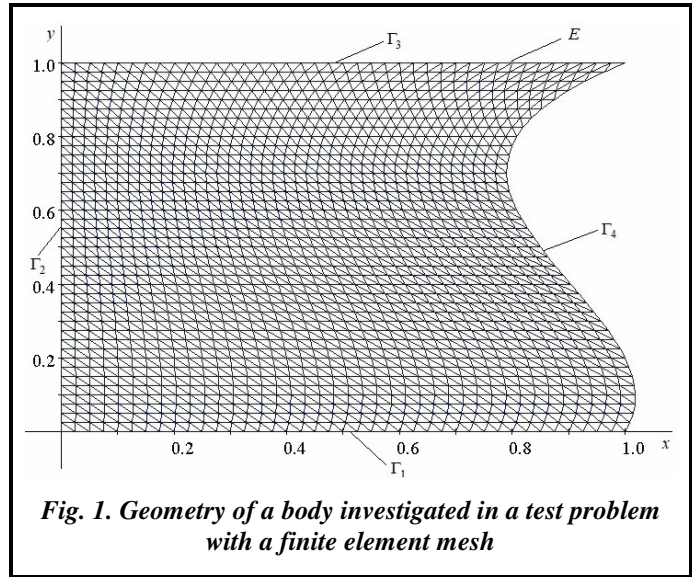 y
Γ₃
E
1.0
0.8
0.6
Γ₄
Γ₂
0.4
0.2
0.2 0.4 0.6 0.8 1.0 x
Γ₁
Fig. 1. Geometry of a body investigated in a test problem
with a finite element mesh